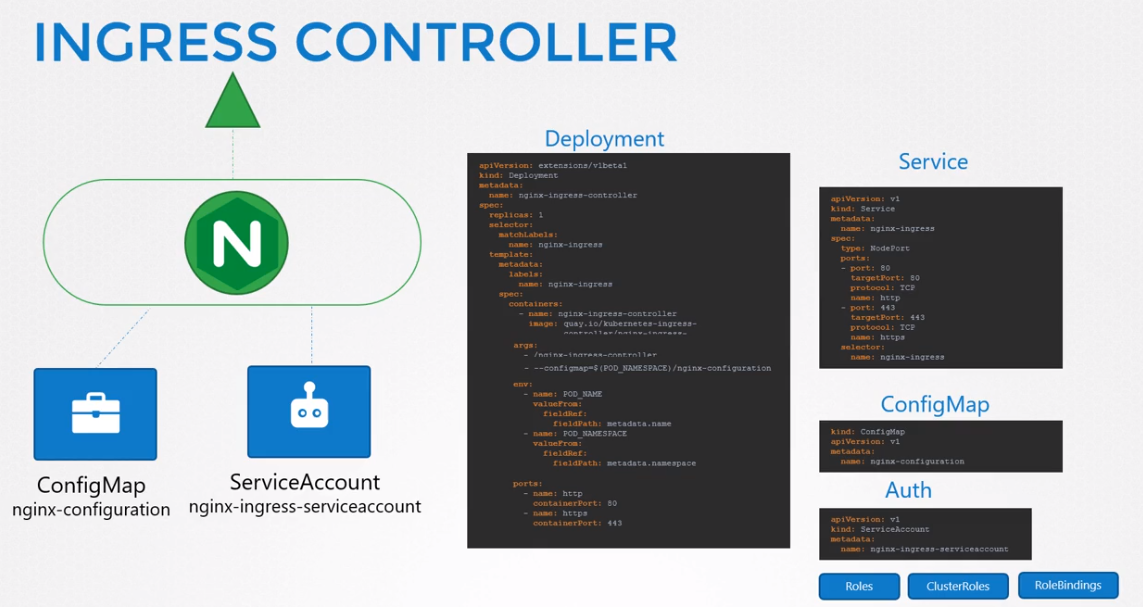 INGRESS CONTROLLER
N
ConfigMap
nginx-configuration
ServiceAccount
nginx-ingress-serviceaccount
Deployment
apiVersion: extensions/v1beta1
kind: Deployment
metadata:
  name: nginx-ingress-controller
spec:
  replicas: 1
  selector:
    matchLabels:
      name: nginx-ingress
  template:
    metadata:
      labels:
        name: nginx-ingress
    spec:
      containers:
        - name: nginx-ingress-controller
          image: quay.io/kubernetes-ingress-
                 controller/nginx-ingress-
       args:
         - /nginx-ingress-controller
         - --configmap=$(POD_NAMESPACE)/nginx-configuration
       env:
         - name: POD_NAME
           valueFrom:
             fieldRef:
               fieldPath: metadata.name
         - name: POD_NAMESPACE
           valueFrom:
             fieldRef:
               fieldPath: metadata.namespace
       ports:
         - name: http
           containerPort: 80
         - name: https
           containerPort: 443
Service
apiVersion: v1
kind: Service
metadata:
  name: nginx-ingress
spec:
  type: NodePort
  ports:
  - port: 80
    targetPort: 80
    protocol: TCP
    name: http
  - port: 443
    targetPort: 443
    protocol: TCP
    name: https
  selector:
    name: nginx-ingress
ConfigMap
kind: ConfigMap
apiVersion: v1
metadata:
  name: nginx-configuration
Auth
apiVersion: v1
kind: ServiceAccount
metadata:
  name: nginx-ingress-serviceaccount
Roles
ClusterRoles
RoleBindings